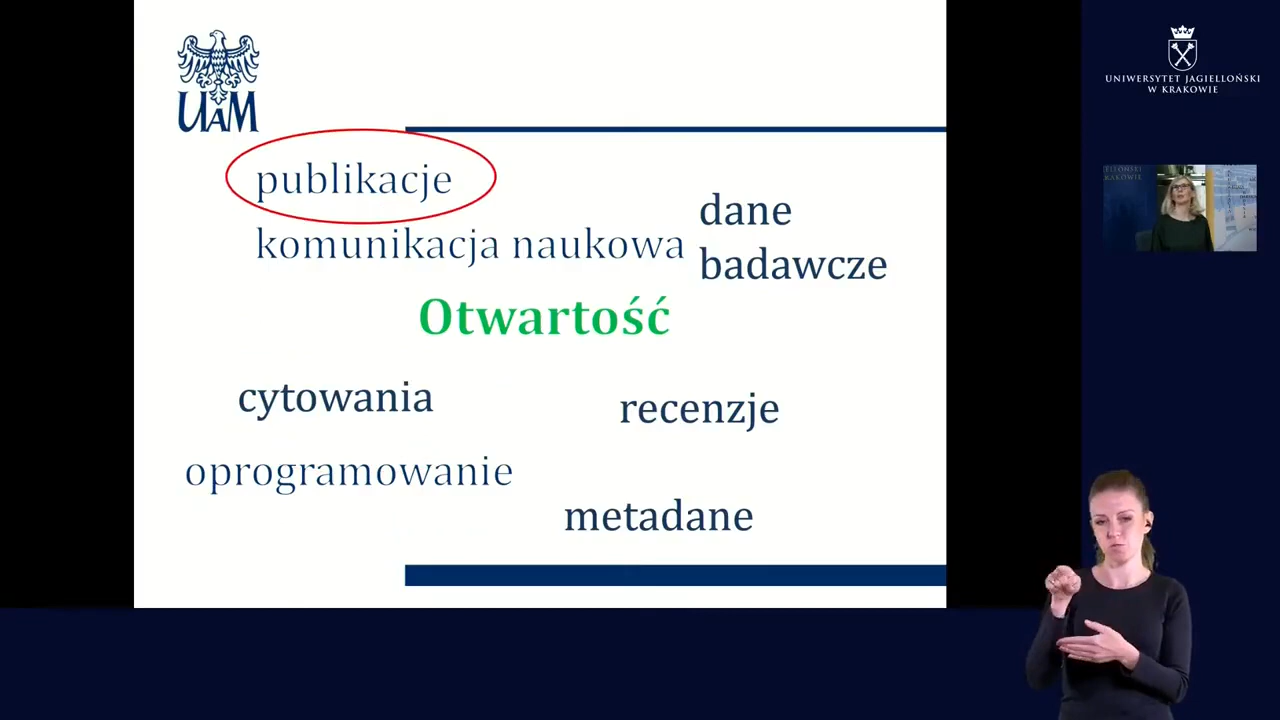 UAM
publikacje
komunikacja naukowa
dane
badawcze
Otwartość
cytowania
recenzje
oprogramowanie
metadane
UNIWERSYTET JAGIELLOŃSKI
W KRAKOWIE